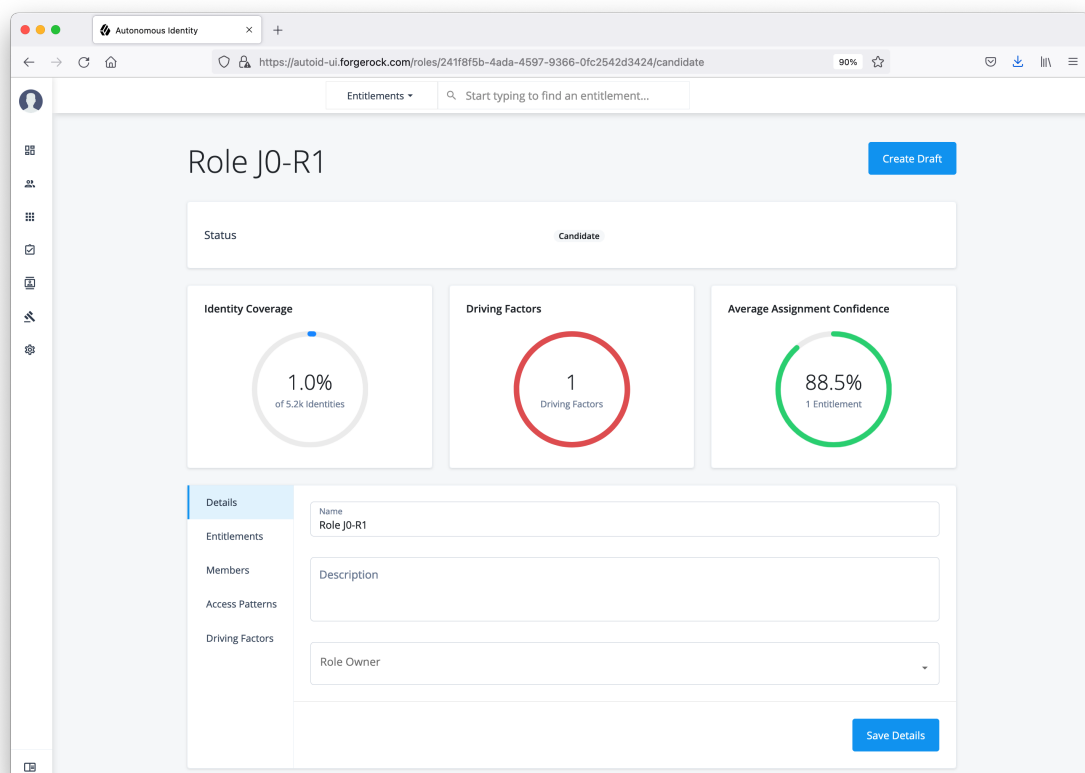 Autonomous Identity
https://autoid-ui.forgerock.com/roles/241f8f5b-4ada-4597-9366-0fc2542d3424/candidate
90%
Entitlements
Start typing to find an entitlement...
Role J0-R1
Create Draft
Status
Candidate
Identity Coverage
1.0%
of 5.2k Identities
Driving Factors
1
Driving Factors
Average Assignment Confidence
88.5%
1 Entitlement
Details
Entitlements
Members
Access Patterns
Driving Factors
Name
Role J0-R1
Description
Role Owner
Save Details